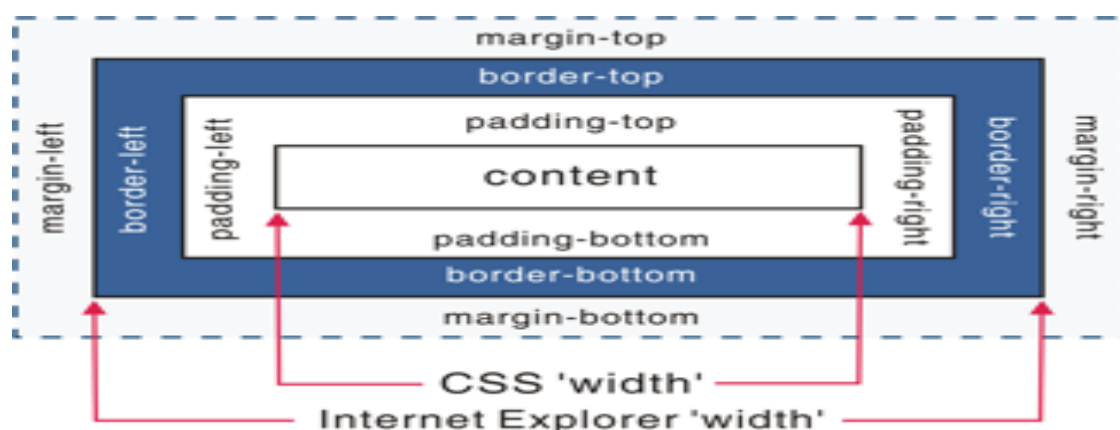 margin-top
border-top
padding-top
margin-left
border-left
padding-left
content
padding-right
border-right
margin-right
padding-bottom
border-bottom
margin-bottom
CSS 'width'
Internet Explorer 'width'